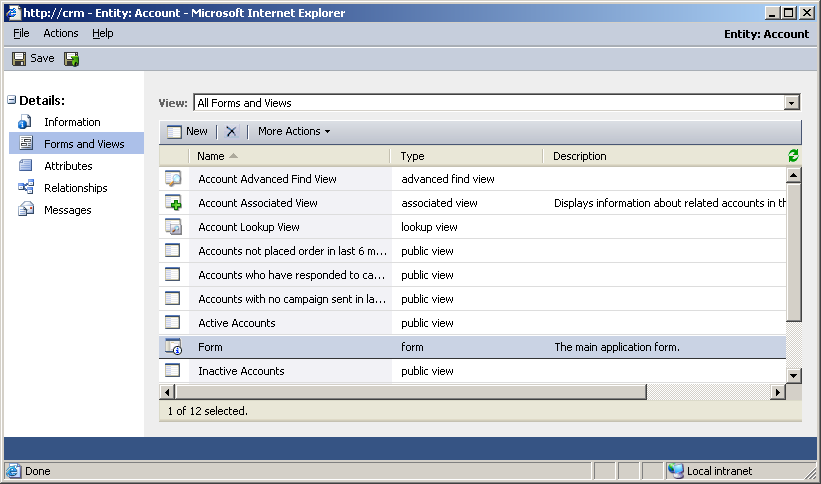 http://crm - Entity: Account - Microsoft Internet Explorer
File Actions Help Entity: Account
Save
Details:
Information
Forms and Views
Attributes
Relationships
Messages
View: All Forms and Views
New More Actions
Name Type Description
Account Advanced Find View advanced find view
Account Associated View associated view Displays information about related accounts in th
Account Lookup View lookup view
Accounts not placed order in last 6 m... public view
Accounts who have responded to ca... public view
Accounts with no campaign sent in la... public view
Active Accounts public view
Form form The main application form.
Inactive Accounts public view
1 of 12 selected.
Done Local intranet